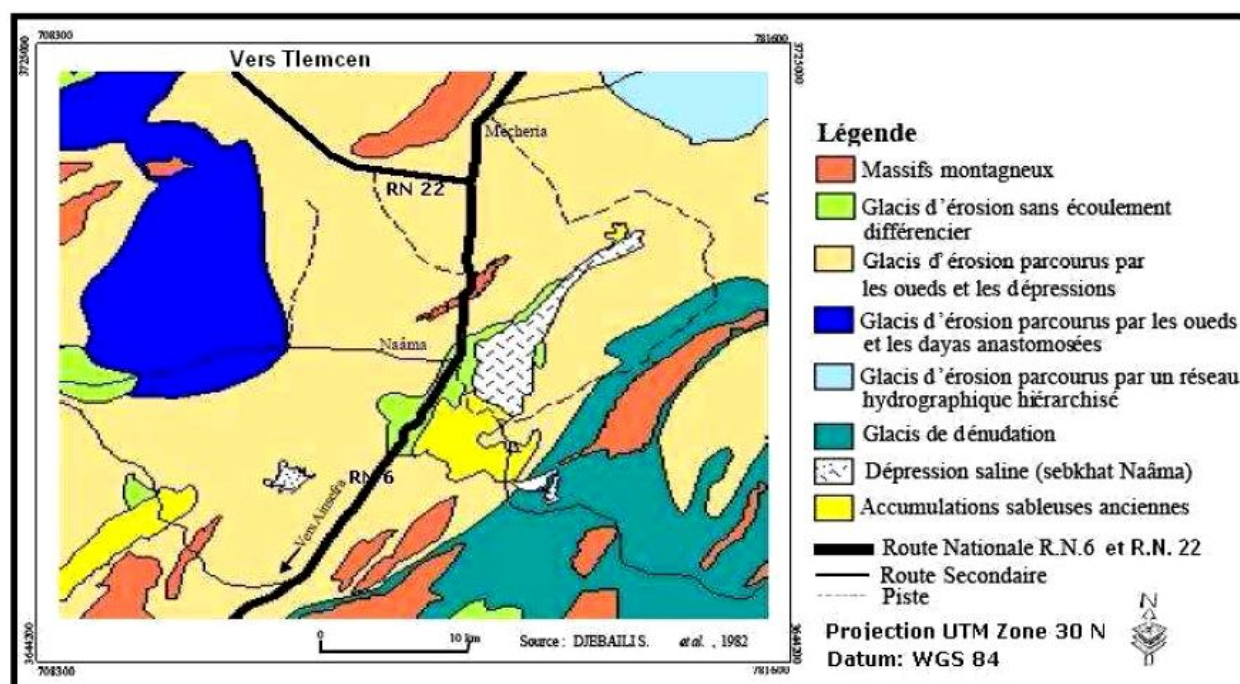 708300
781600
3725000
3725000
Vers Tlemcen
Mécheria
RN 22
Naâma
RN 6
Vers Ainsefra
0
10 km
Source : DJEBAILI S. et al. , 1982
3644200
3644200
708300
781600
Légende
Massifs montagneux
Glacis d'érosion sans écoulement
différencier
Glacis d'érosion parcourus par
les oueds et les dépressions
Glacis d'érosion parcourus par les oueds
et les dayas anastomosées
Glacis d'érosion parcourus par un réseau
hydrographique hiérarchisé
Glacis de dénudation
Dépression saline (sebkhat Naâma)
Accumulations sableuses anciennes
Route Nationale R.N.6 et R.N. 22
Route Secondaire
Piste
N
Projection UTM Zone 30 N
Datum: WGS 84